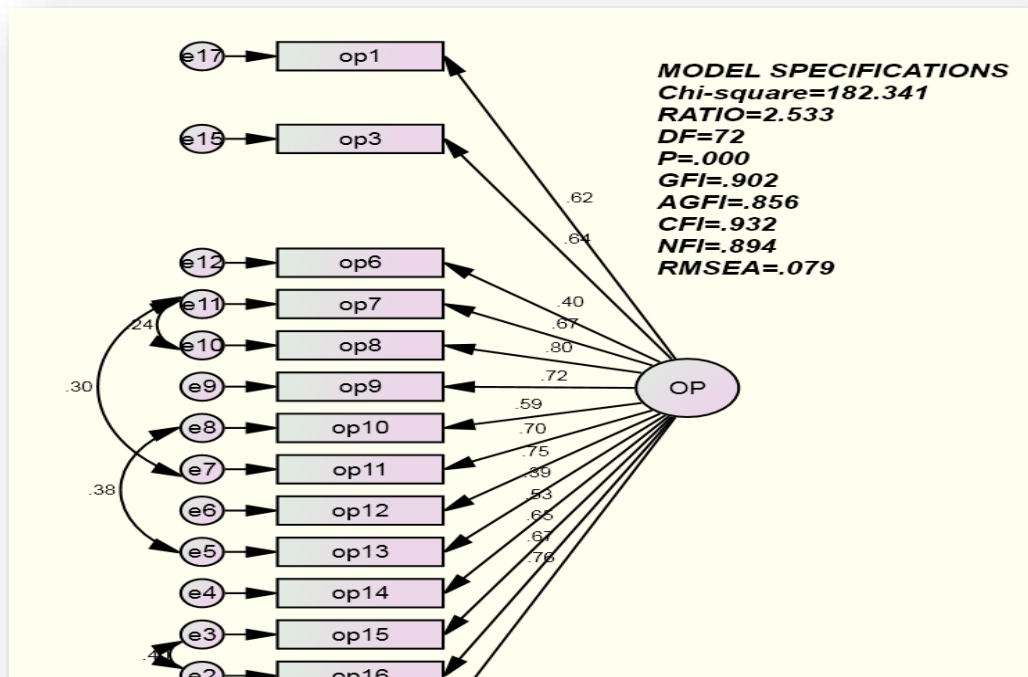 e17 op1
MODEL SPECIFICATIONS
Chi-square=182.341
RATIO=2.533
DF=72
P=.000
GFI=.902
AGFI=.856
CFI=.932
NFI=.894
RMSEA=.079
e15 op3
.62
.64
e12 op6
e11 op7
.40
.24
.67
e10 op8
.80
.30
e9 op9
.72
OP
.59
e8 op10
.70
.75
e7 op11
.39
.38
.53
e6 op12
.65
.67
e5 op13
.76
e4 op14
e3 op15
e2 op16